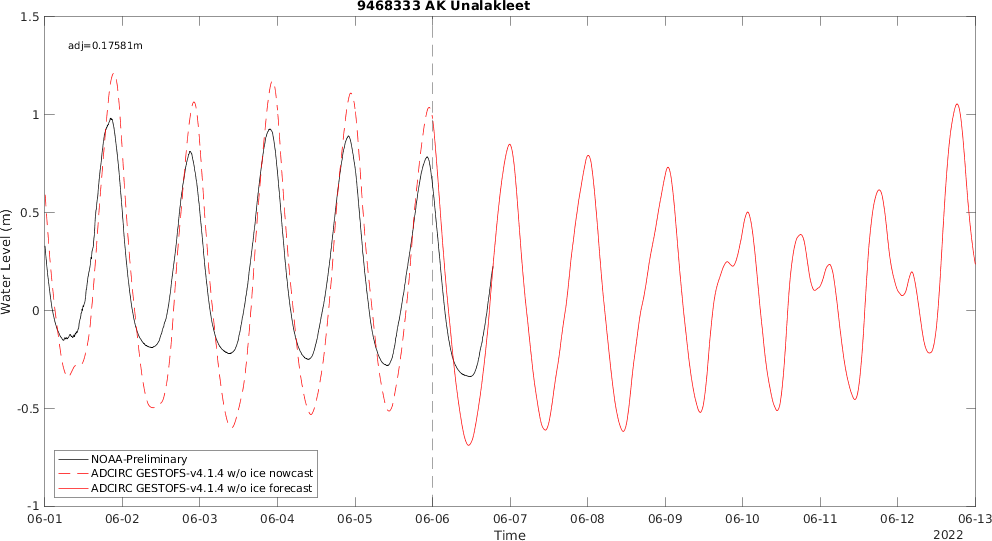 9468333 AK Unalakleet
adj=0.17581m
1.5
1
0.5
0
-0.5
-1
Water Level (m)
NOAA-Preliminary
ADCIRC GESTOFS-v4.1.4 w/o ice nowcast
ADCIRC GESTOFS-v4.1.4 w/o ice forecast
06-01 06-02 06-03 06-04 06-05 06-06 06-07 06-08 06-09 06-10 06-11 06-12 06-13
Time
2022